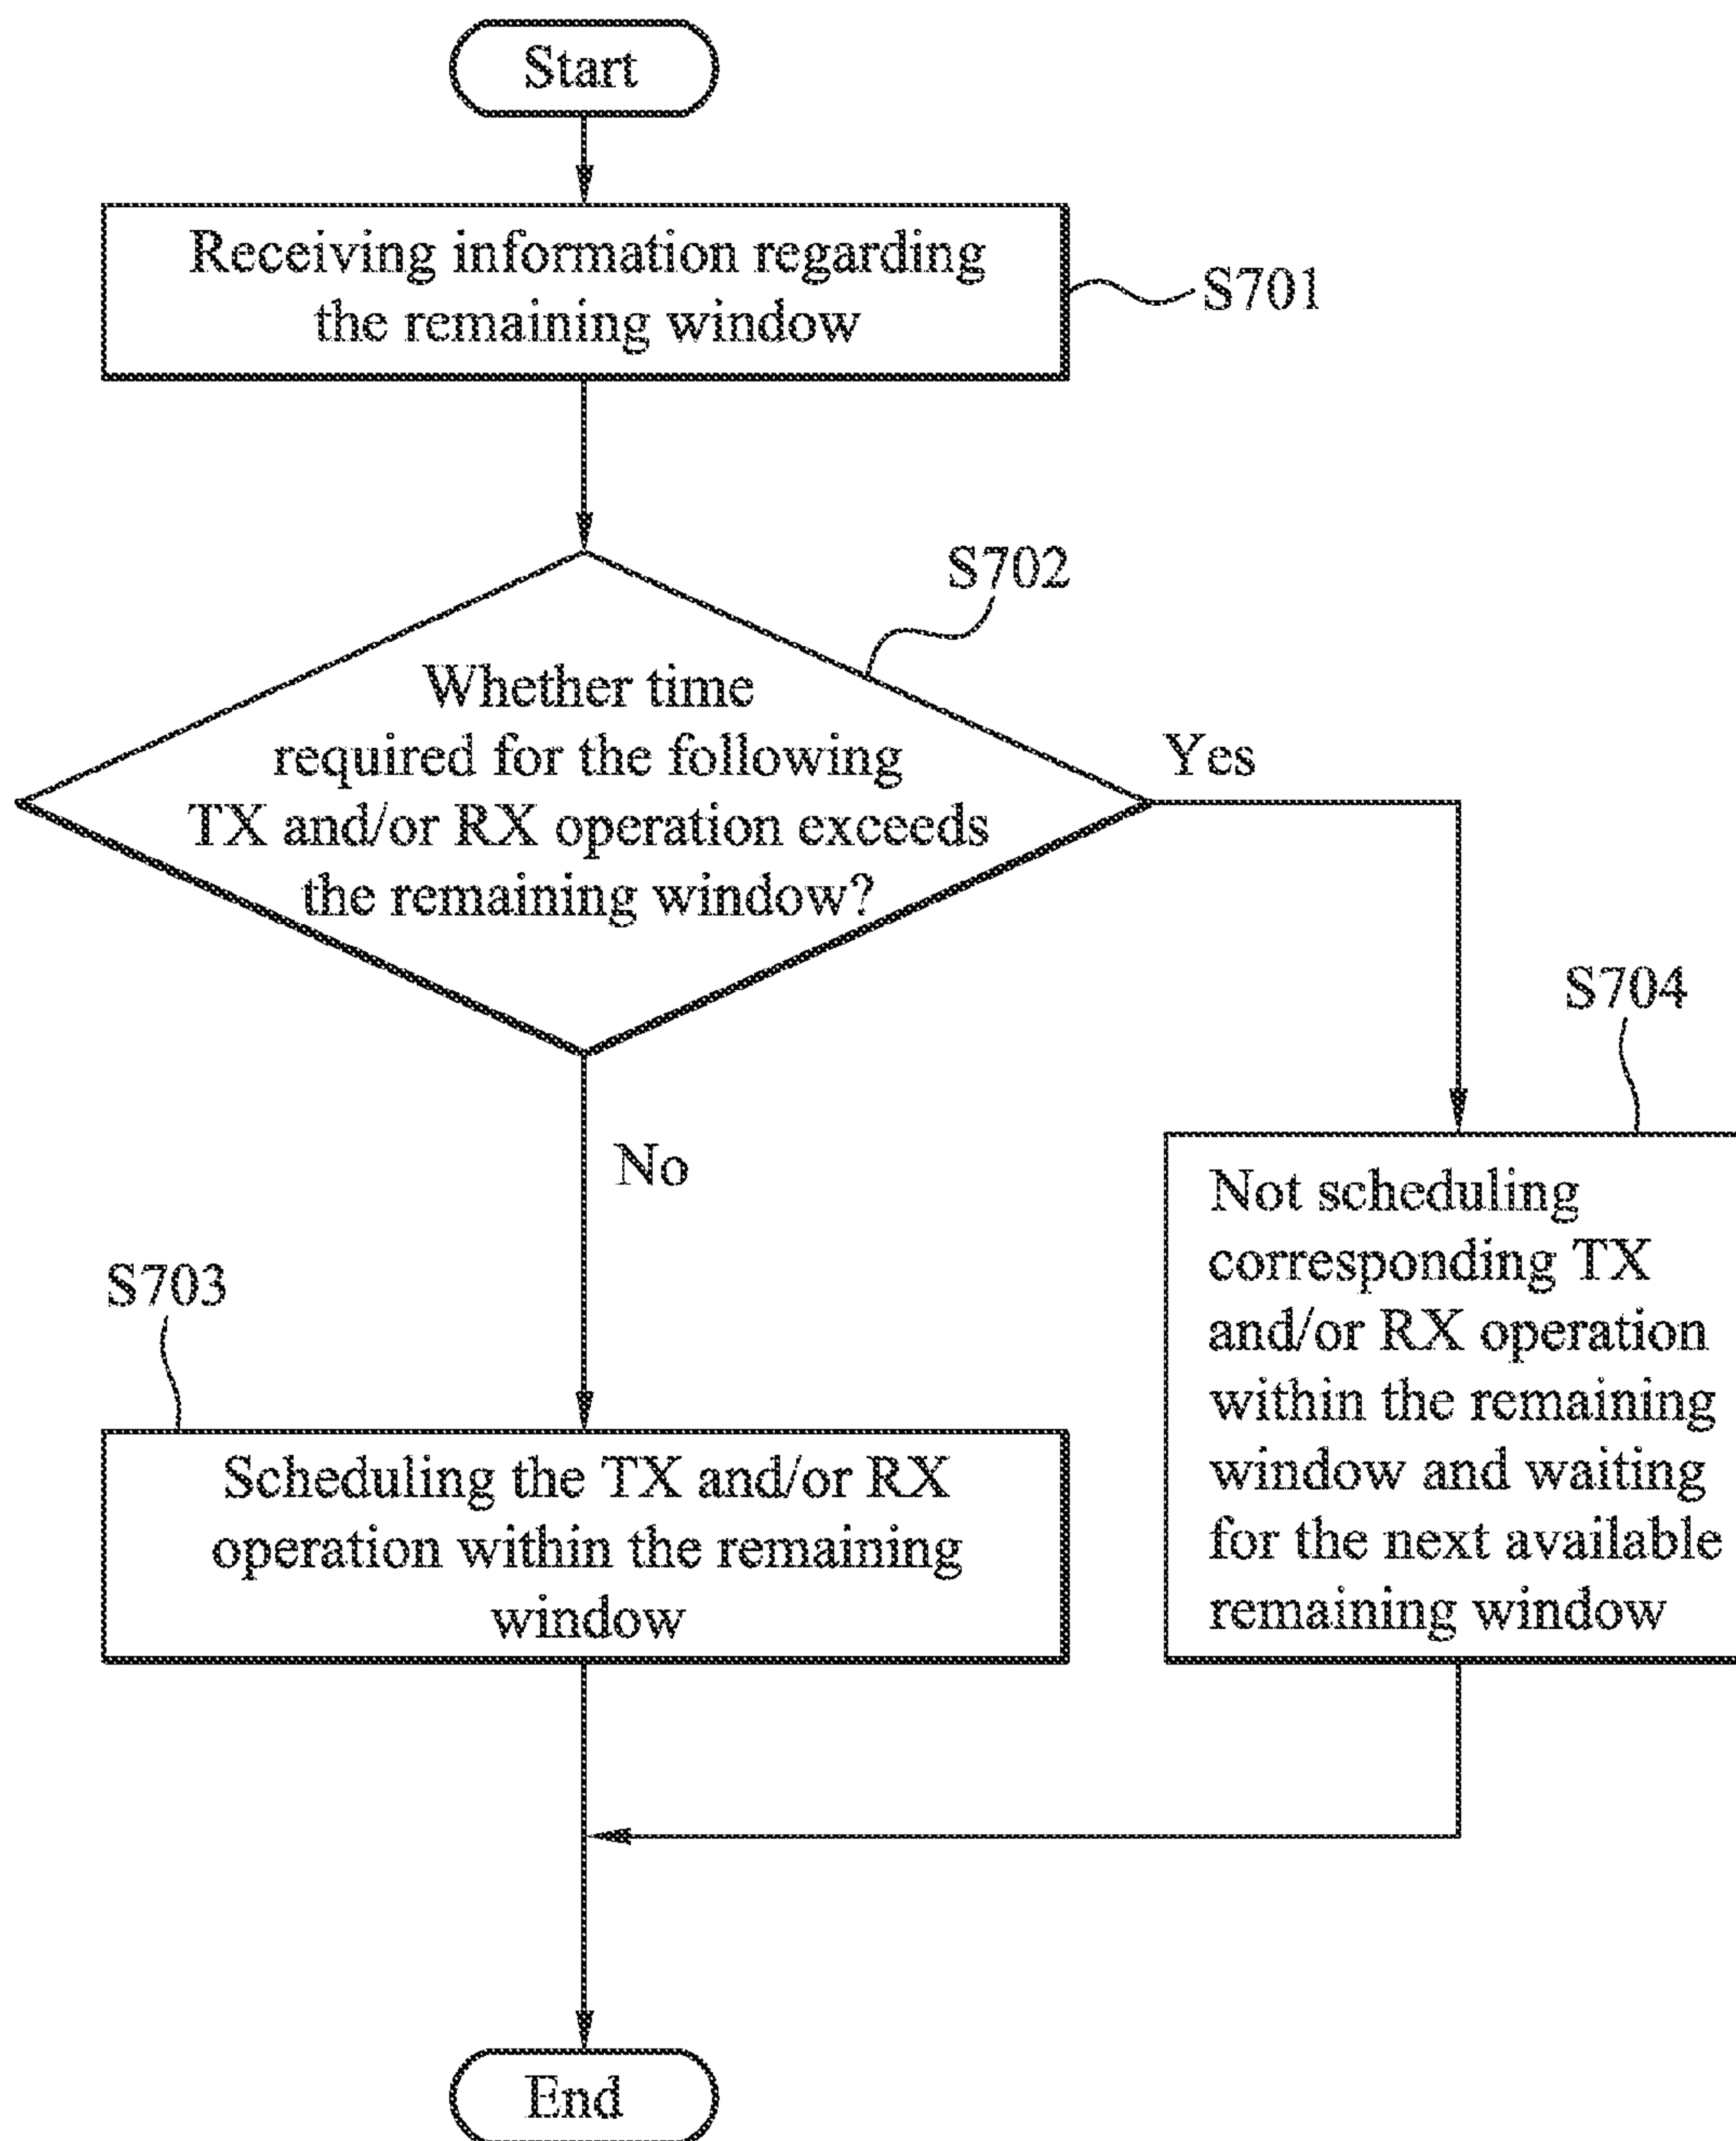 Start
Receiving information regarding
the remaining window
S701
S702
Whether time
required for the following
TX and/or RX operation exceeds
the remaining window?
Yes
No
S704
Not scheduling
corresponding TX
and/or RX operation
within the remaining
window and waiting
for the next available
remaining window
S703
Scheduling the TX and/or RX
operation within the remaining
window
End